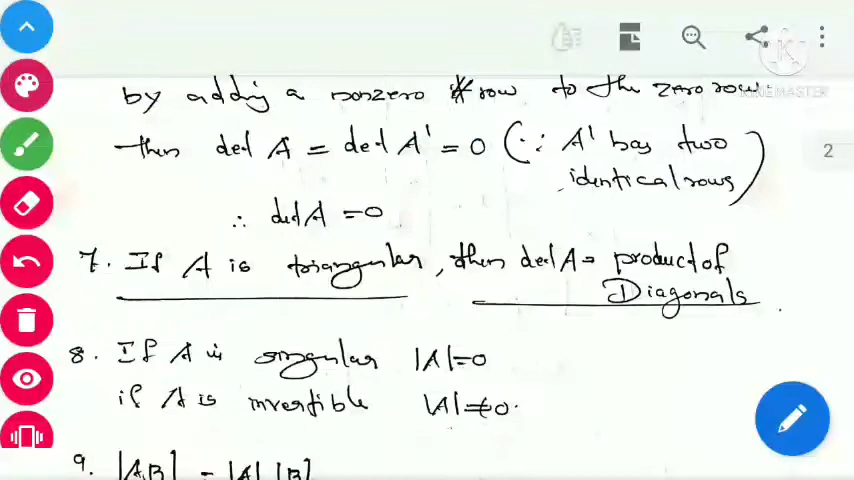 by adding a nonzero row to the zero row.
KINEMASTER
then det A = det A' = 0 (∵ A' has two
identical rows)
2
∴ det A = 0
7. If A is triangular, then det A = product of
Diagonals.
8. If A is singular |A|=0
if A is invertible |A|≠0.
9. |AB| = |A| |B|